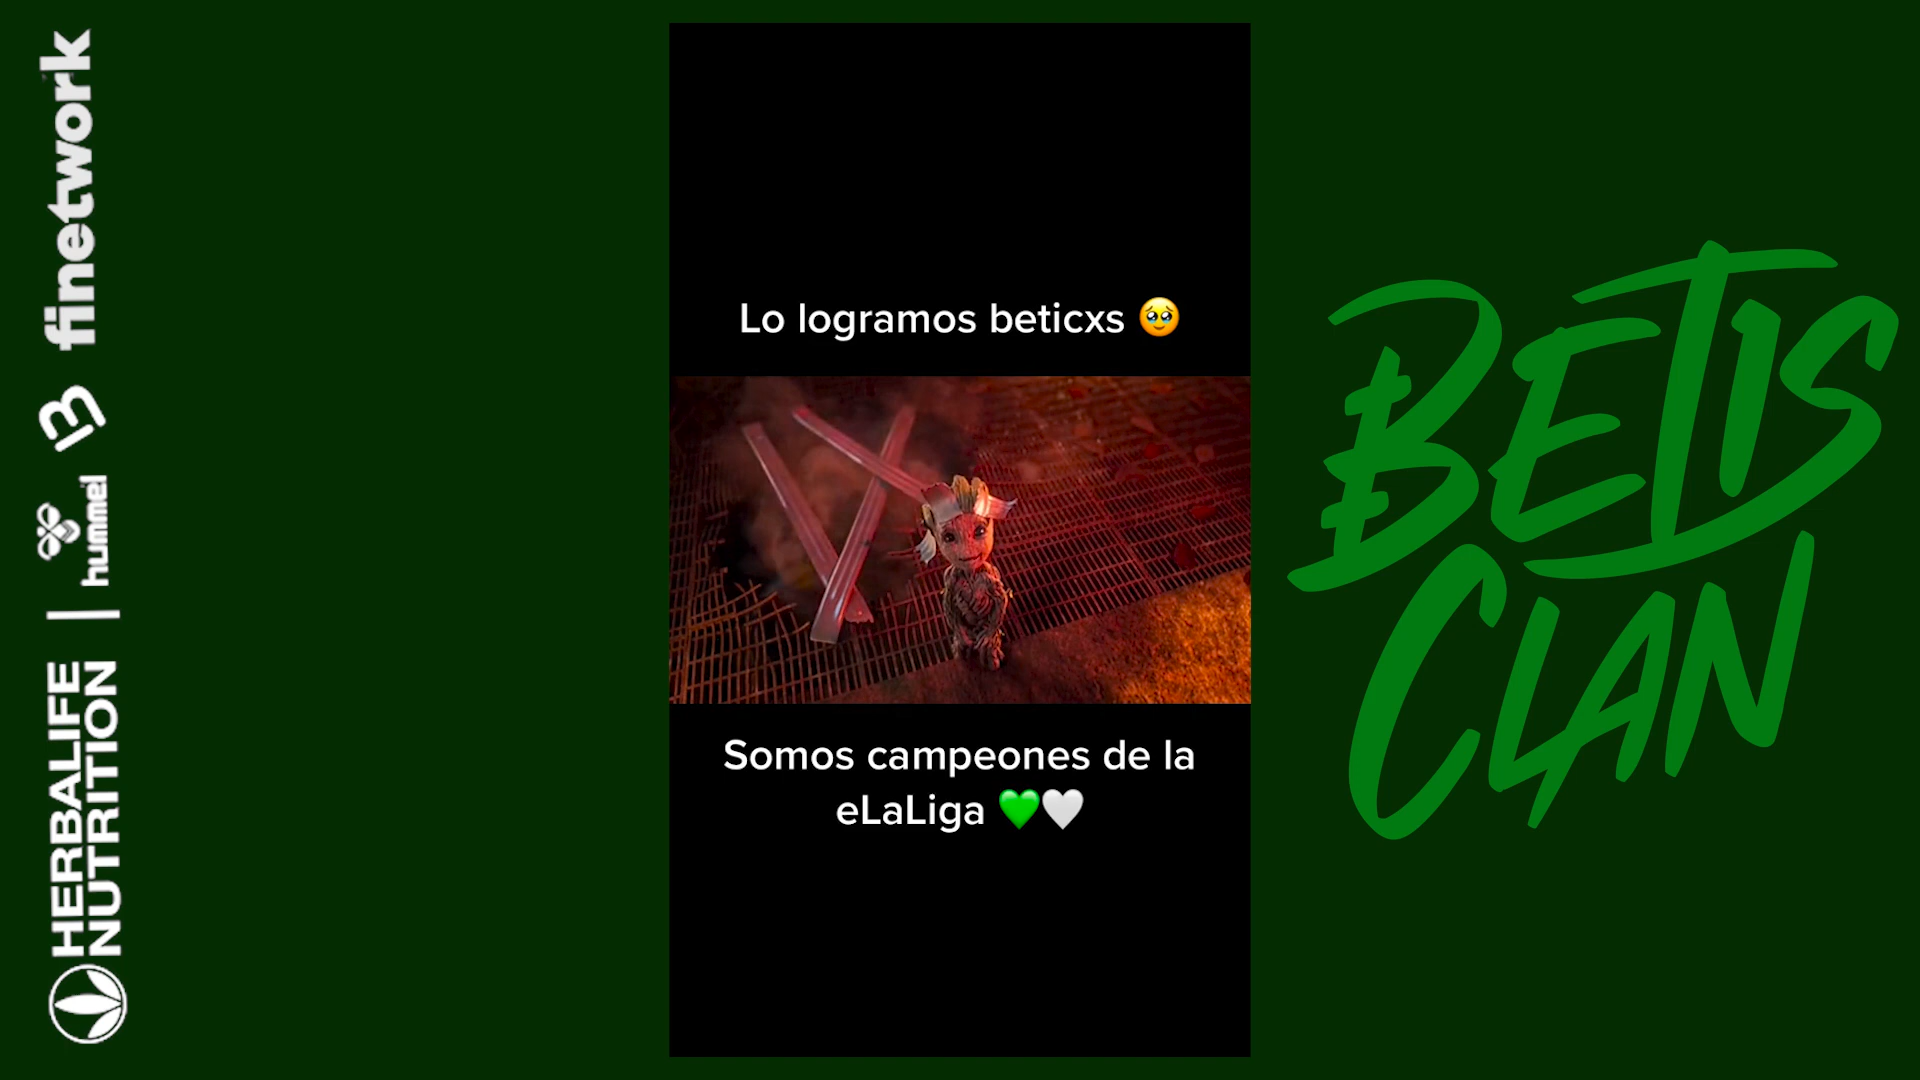 finetwork
hummel
HERBALIFE
NUTRITION
Lo logramos beticxs 🥹
Somos campeones de la
eLaLiga 💚🤍
BETIS
CLAN